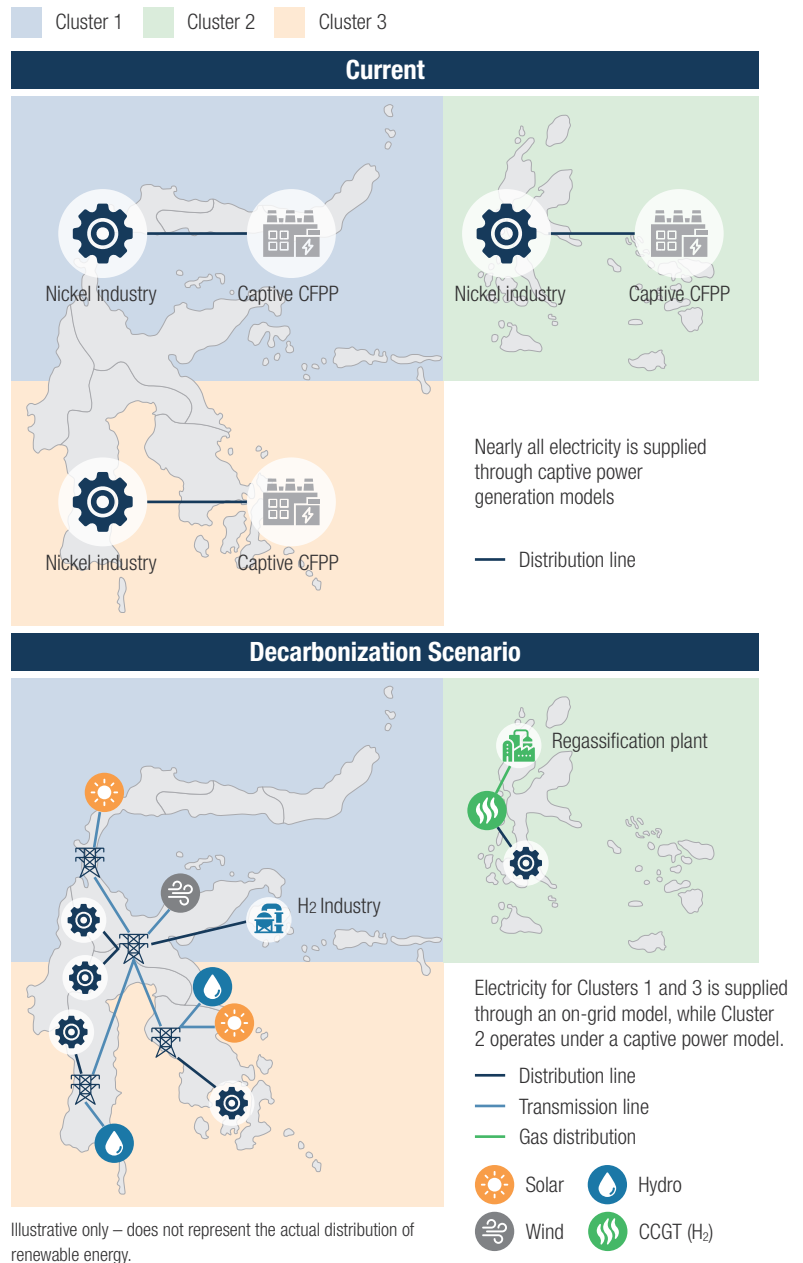 Cluster 1
Cluster 2
Cluster 3
Current
Nickel industry
Captive CFPP
Nickel industry
Captive CFPP
Nearly all electricity is supplied
through captive power
generation models
Nickel industry
Captive CFPP
Distribution line
Decarbonization Scenario
Regassification plant
H2 Industry
Electricity for Clusters 1 and 3 is supplied
through an on-grid model, while Cluster
2 operates under a captive power model.
Distribution line
Transmission line
Gas distribution
Solar
Hydro
Wind
CCGT (H₂)
Illustrative only – does not represent the actual distribution of
renewable energy.